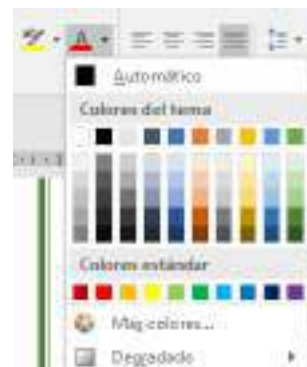 Automático
Colores del tema
Colores estándar
Más colores...
Degradado